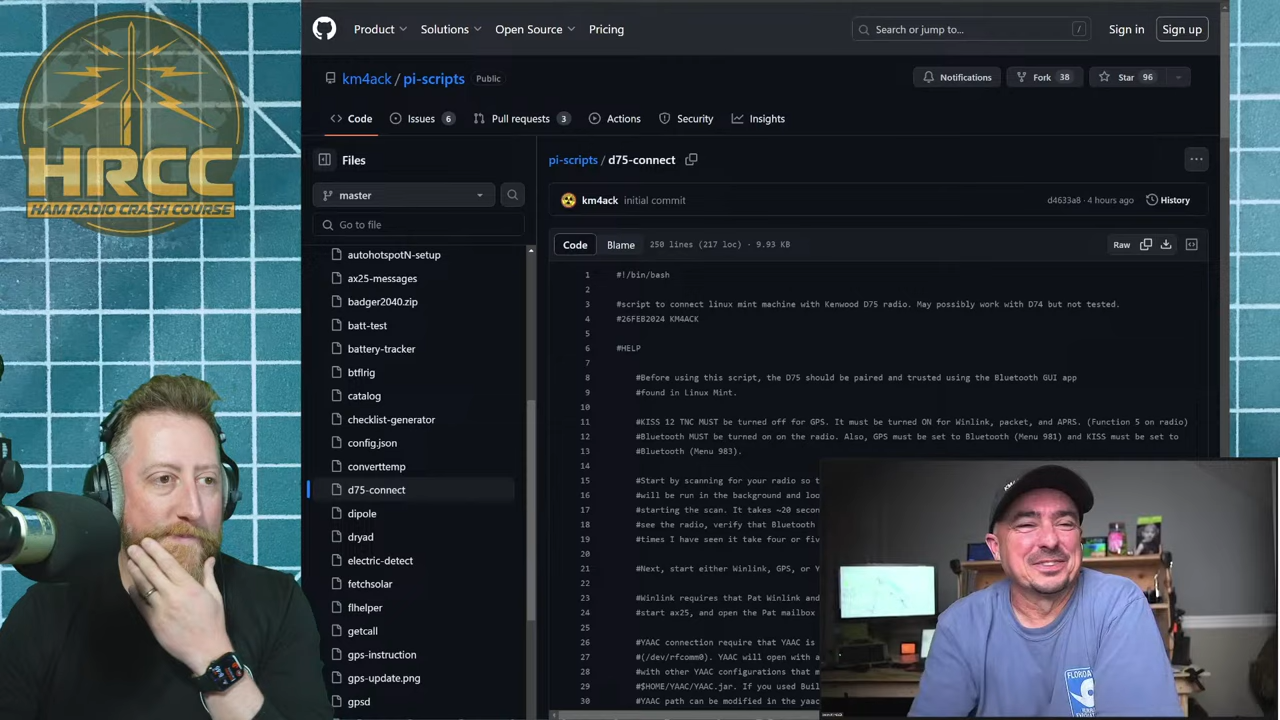 HRCC
HAM RADIO CRASH COURSE
Product
Solutions
Open Source
Pricing
Search or jump to...
/
Sign in
Sign up
km4ack / pi-scripts
Public
Notifications
Fork 38
Star 96
Code
Issues 6
Pull requests 3
Actions
Security
Insights
Files
master
Go to file
autohotspotN-setup
ax25-messages
badger2040.zip
batt-test
battery-tracker
btflrig
catalog
checklist-generator
config.json
converttemp
d75-connect
dipole
dryad
electric-detect
fetchsolar
flhelper
getcall
gps-instruction
gps-update.png
gpsd
pi-scripts / d75-connect
km4ack initial commit
d4633a8 · 4 hours ago
History
Code
Blame
250 lines (217 loc) · 9.93 KB
Raw
1 #!/bin/bash
2
3 #script to connect linux mint machine with Kenwood D75 radio. May possibly work with D74 but not tested.
4 #26FEB2024 KM4ACK
5
6 #HELP
7
8 #Before using this script, the D75 should be paired and trusted using the Bluetooth GUI app
9 #found in Linux Mint.
10
11 #KISS 12 TNC MUST be turned off for GPS. It must be turned ON for Winlink, packet, and APRS. (Function 5 on radio)
12 #Bluetooth MUST be turned on on the radio. Also, GPS must be set to Bluetooth (Menu 981) and KISS must be set to
13 #Bluetooth (Menu 983).
14
15 #Start by scanning for your radio so t
16 #will be run in the background and loo
17 #starting the scan. It takes ~20 secon
18 #see the radio, verify that Bluetooth
19 #times I have seen it take four or fiv
20
21 #Next, start either Winlink, GPS, or Y
22
23 #Winlink requires that Pat Winlink and
24 #start ax25, and open the Pat mailbox
25
26 #YAAC connection require that YAAC is
27 #(/dev/rfcomm0). YAAC will open with a
28 #with other YAAC configurations that m
29 #$HOME/YAAC/YAAC.jar. If you used Buil
30 #YAAC path can be modified in the yaac
FLORIDA